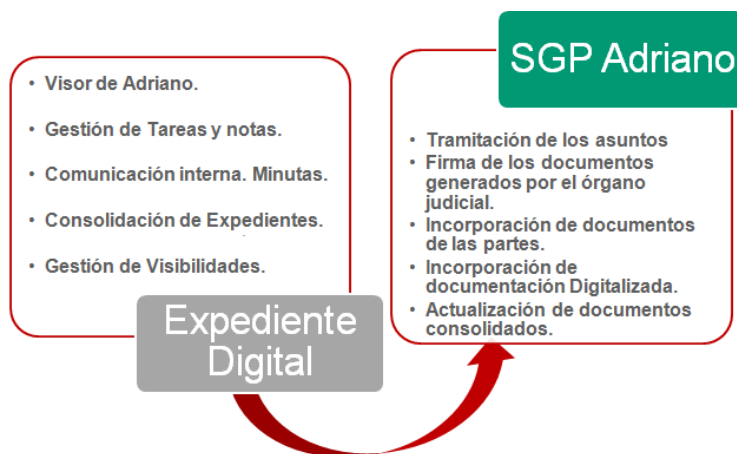 • Visor de Adriano.
• Gestión de Tareas y notas.
• Comunicación interna. Minutas.
• Consolidación de Expedientes.
• Gestión de Visibilidades.
Expediente
Digital
SGP Adriano
• Tramitación de los asuntos
• Firma de los documentos
generados por el órgano
judicial.
• Incorporación de documentos
de las partes.
• Incorporación de
documentación Digitalizada.
• Actualización de documentos
consolidados.